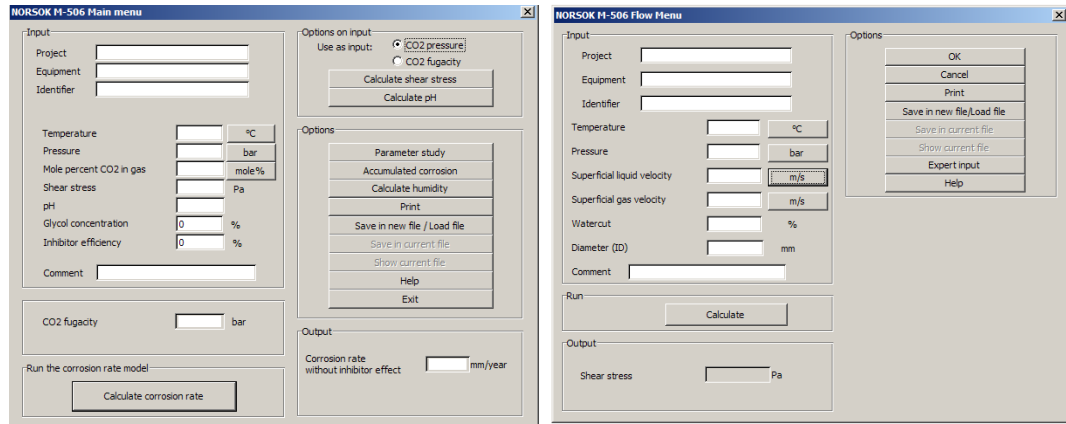 NORSOK M-506 Main menu
Input
Project
Equipment
Identifier
Temperature °C
Pressure bar
Mole percent CO2 in gas mole%
Shear stress Pa
pH
Glycol concentration 0 %
Inhibitor efficiency 0 %
Comment
CO2 fugacity bar
Run the corrosion rate model
Calculate corrosion rate
Options on input
Use as input: CO2 pressure
CO2 fugacity
Calculate shear stress
Calculate pH
Options
Parameter study
Accumulated corrosion
Calculate humidity
Print
Save in new file / Load file
Save in current file
Show current file
Help
Exit
Output
Corrosion rate
without inhibitor effect mm/year
NORSOK M-506 Flow Menu
Input
Project
Equipment
Identifier
Temperature °C
Pressure bar
Superficial liquid velocity m/s
Superficial gas velocity m/s
Watercut %
Diameter (ID) mm
Comment
Run
Calculate
Output
Shear stress Pa
Options
OK
Cancel
Print
Save in new file/Load file
Save in current file
Show current file
Expert input
Help